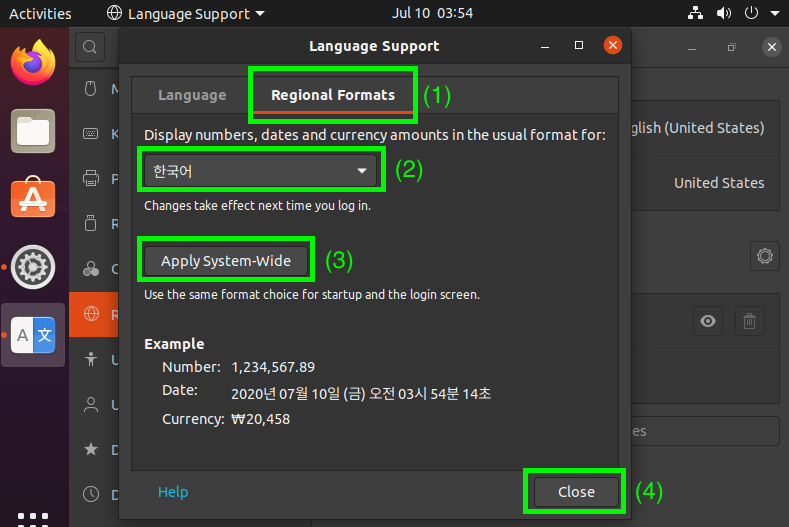 Activities
Language Support
Jul 10 03:54
Language Support
Language
Regional Formats
(1)
Display numbers, dates and currency amounts in the usual format for:
한국어
(2)
Changes take effect next time you log in.
Apply System-Wide
(3)
Use the same format choice for startup and the login screen.
Example
Number: 1,234,567.89
Date: 2020년 07월 10일 (금) 오전 03시 54분 14초
Currency: ₩20,458
Help
Close
(4)
(United States)
United States
A 文